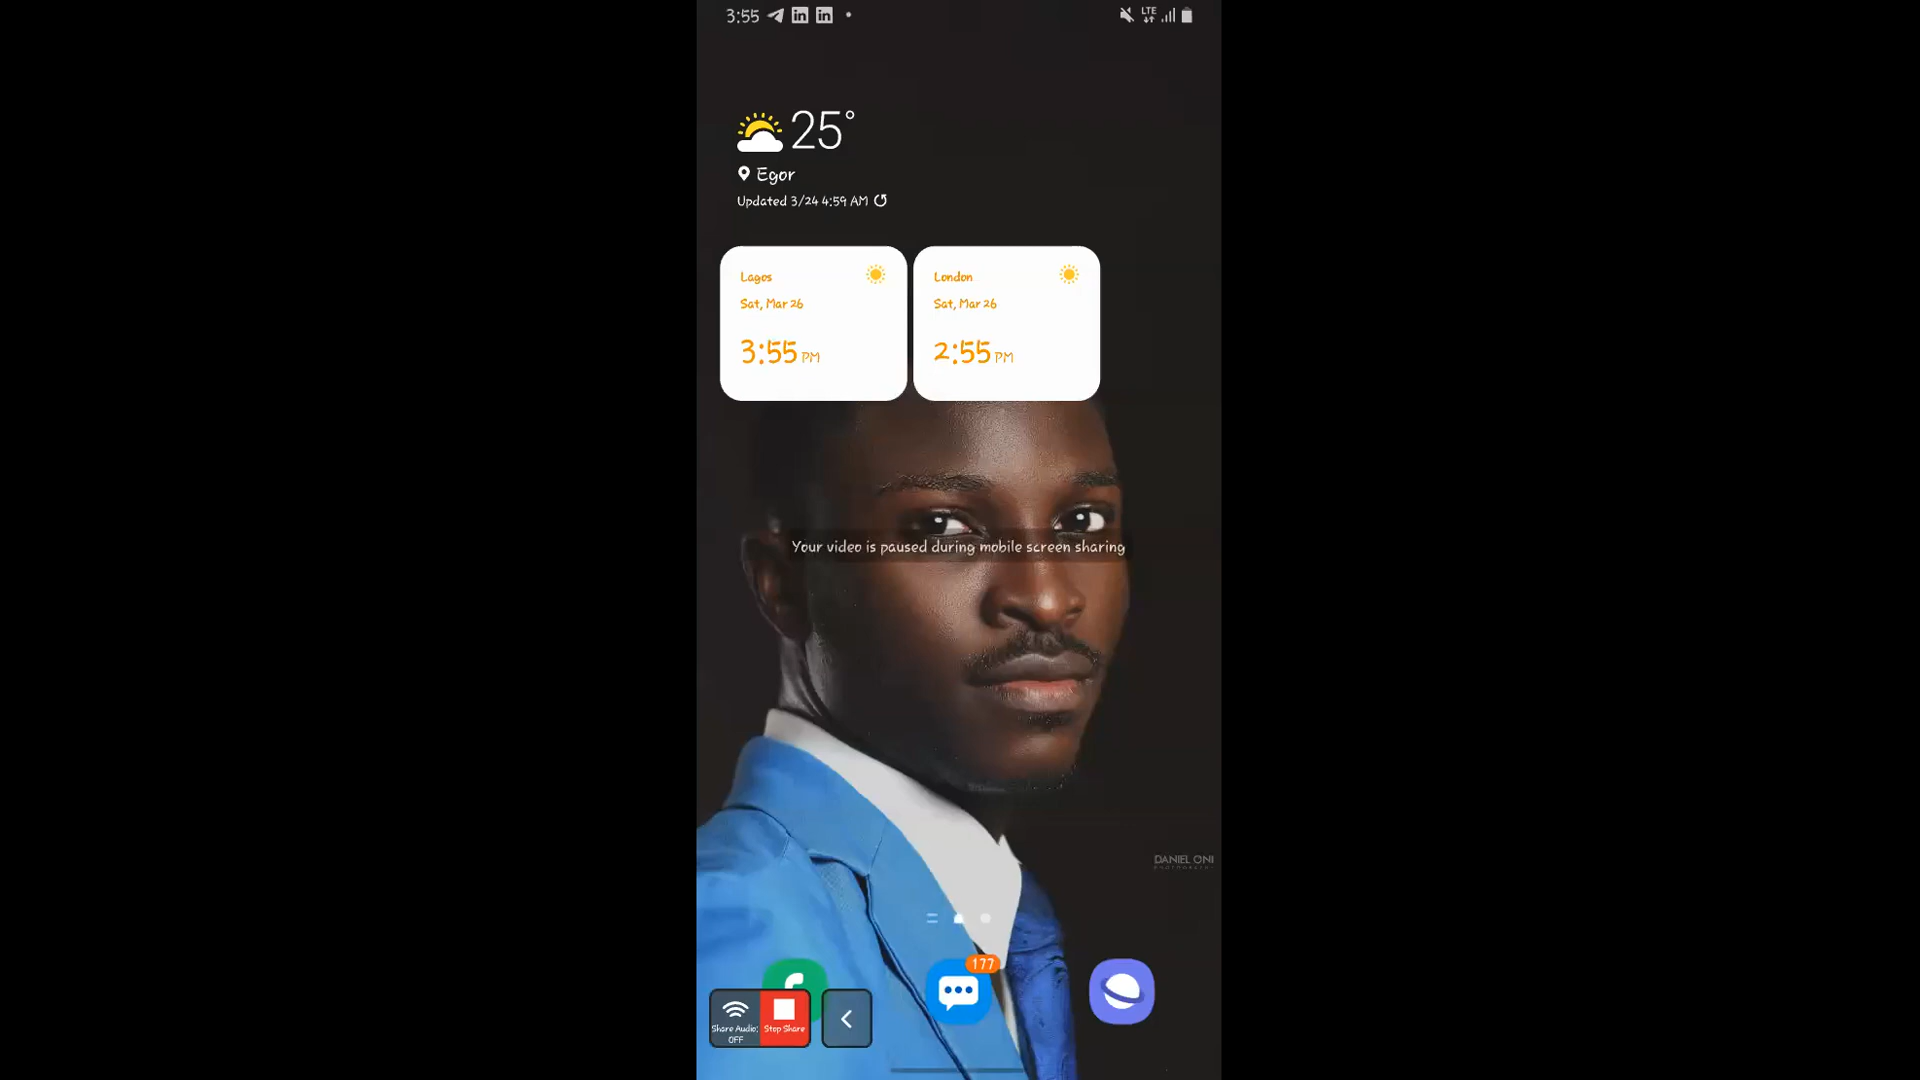 3:55
LTE
25°
Egor
Updated 3/24 4:59 AM
Lagos
Sat, Mar 26
3:55 PM
London
Sat, Mar 26
2:55 PM
Your video is paused during mobile screen sharing
DANIEL ONI
PHOTOGRAPHY
177
Share Audio:
OFF
Stop Share